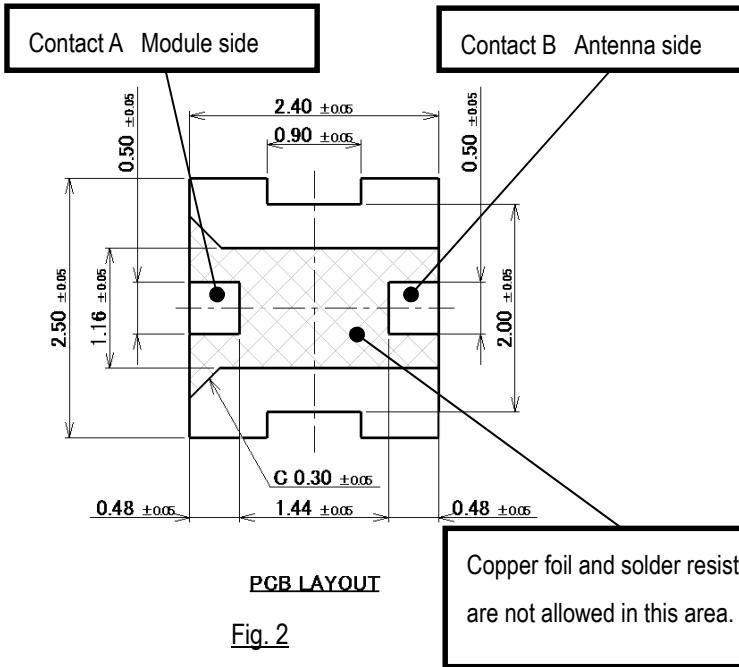 Contact A Module side
Contact B Antenna side
2.40 ±0.05
0.90 ±0.05
0.50 ±0.05
0.50 ±0.05
2.50 ±0.05
1.16 ±0.05
2.00 ±0.05
C 0.30 ±0.05
0.48 ±0.05
1.44 ±0.05
0.48 ±0.05
PCB LAYOUT
Copper foil and solder resist
are not allowed in this area.
Fig. 2